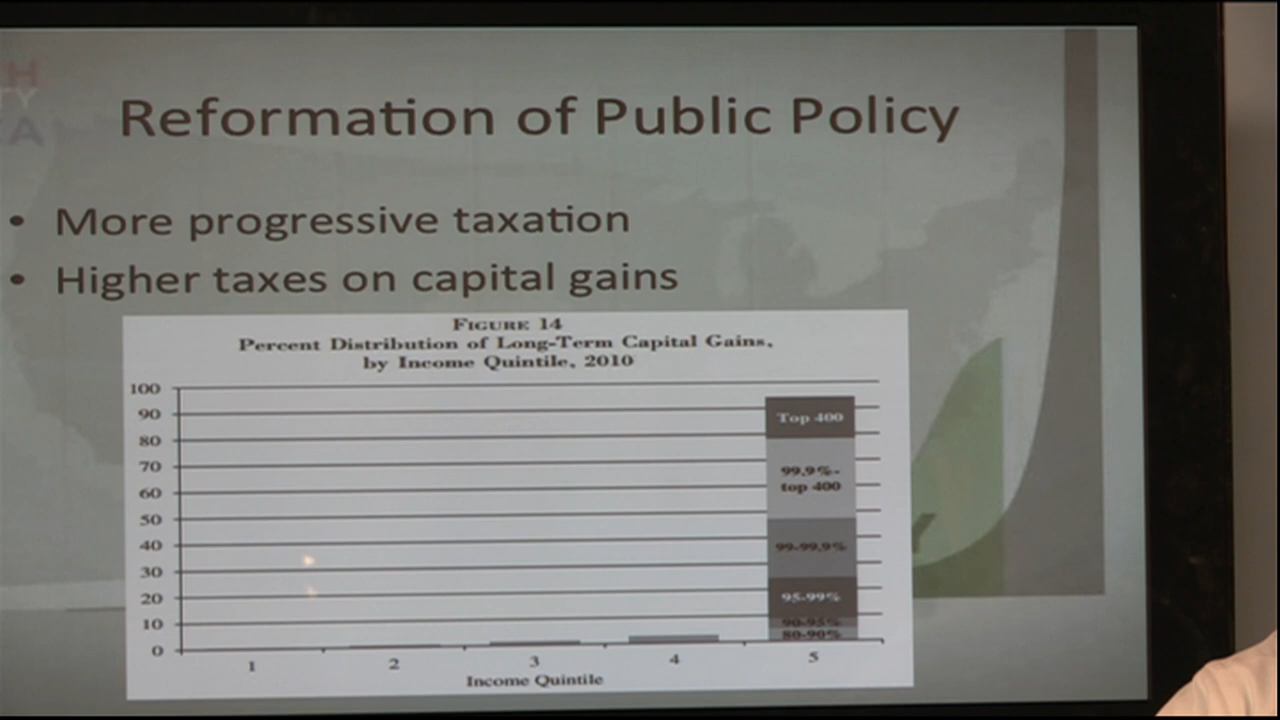 H
TY
KA
Reformation of Public Policy
• More progressive taxation
• Higher taxes on capital gains
FIGURE 14
Percent Distribution of Long-Term Capital Gains,
by Income Quintile, 2010
100
90
80
70
60
50
40
30
20
10
0
Top 400
99.9%-
top 400
99-99.9%
95-99%
90-95%
80-90%
1 2 3 4 5
Income Quintile